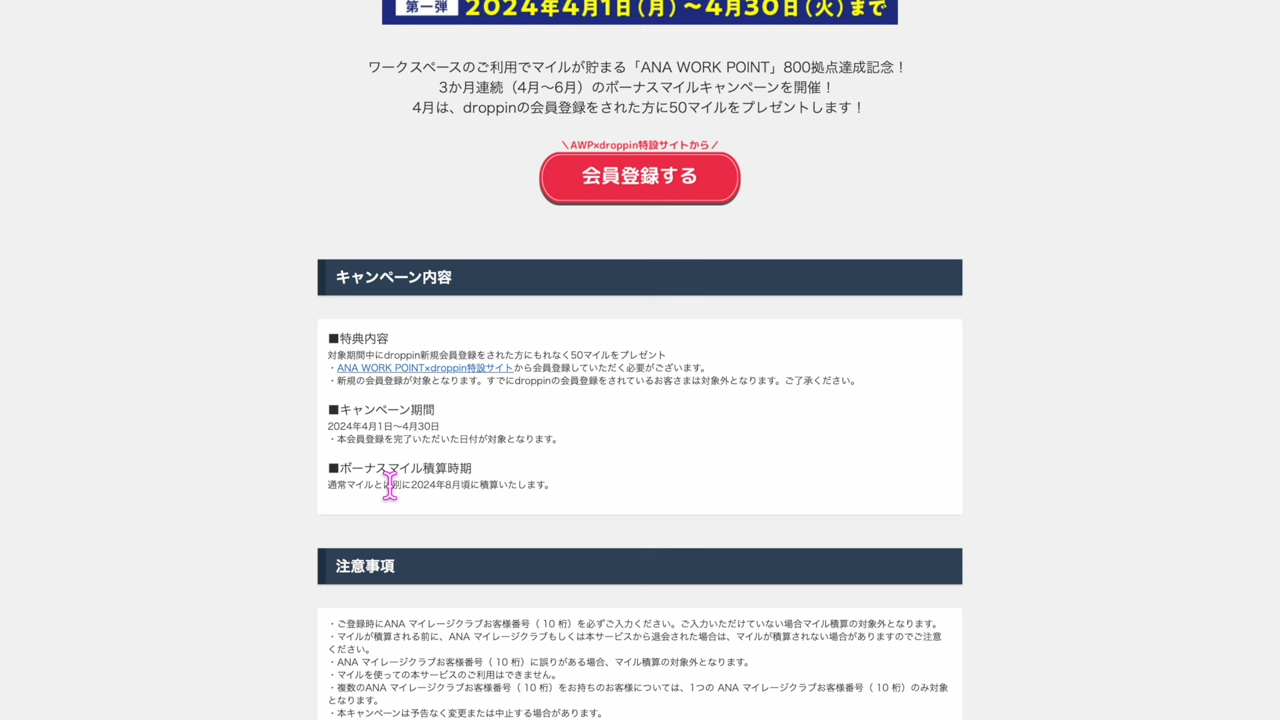 第一弾 2024年4月1日（月）～4月30日（火）まで
ワークスペースのご利用でマイルが貯まる「ANA WORK POINT」800拠点達成記念！
3か月連続（4月〜6月）のボーナスマイルキャンペーンを開催！
4月は、droppinの会員登録をされた方に50マイルをプレゼントします！
＼AWP×droppin特設サイトから／
会員登録する
キャンペーン内容
■特典内容
対象期間中にdroppin新規会員登録をされた方にもれなく50マイルをプレゼント
・ANA WORK POINT×droppin特設サイトから会員登録していただく必要がございます。
・新規の会員登録が対象となります。すでにdroppinの会員登録をされているお客さまは対象外となります。ご了承ください。
■キャンペーン期間
2024年4月1日〜4月30日
・本会員登録を完了いただいた日付が対象となります。
■ボーナスマイル積算時期
通常マイルとは別に2024年8月頃に積算いたします。
注意事項
・ご登録時にANA マイレージクラブお客様番号（ 10 桁）を必ずご入力ください。ご入力いただけていない場合マイル積算の対象外となります。
・マイルが積算される前に、ANA マイレージクラブもしくは本サービスから退会された場合は、マイルが積算されない場合がありますのでご注意
ください。
・ANA マイレージクラブお客様番号（ 10 桁）に誤りがある場合、マイル積算の対象外となります。
・マイルを使っての本サービスのご利用はできません。
・複数のANA マイレージクラブお客様番号（ 10 桁）をお持ちのお客様については、1つの ANA マイレージクラブお客様番号（ 10 桁）のみ対象
となります。
・本キャンペーンは予告なく変更または中止する場合があります。